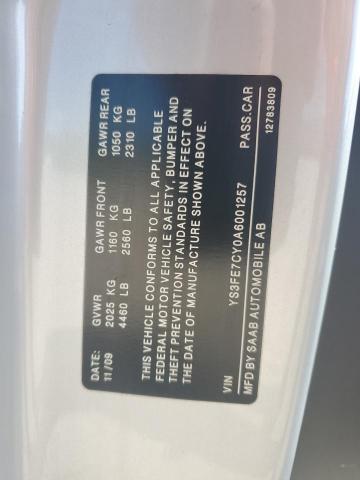 DATE: GVWR GAWR FRONT GAWR REAR
11/09 2025 KG 1160 KG 1050 KG
4460 LB 2560 LB 2310 LB
THIS VEHICLE CONFORMS TO ALL APPLICABLE
FEDERAL MOTOR VEHICLE SAFETY, BUMPER AND
THEFT PREVENTION STANDARDS IN EFFECT ON
THE DATE OF MANUFACTURE SHOWN ABOVE.
VIN YS3FE7CY0A6001257 PASS.CAR
MFD BY SAAB AUTOMOBILE AB 12783809